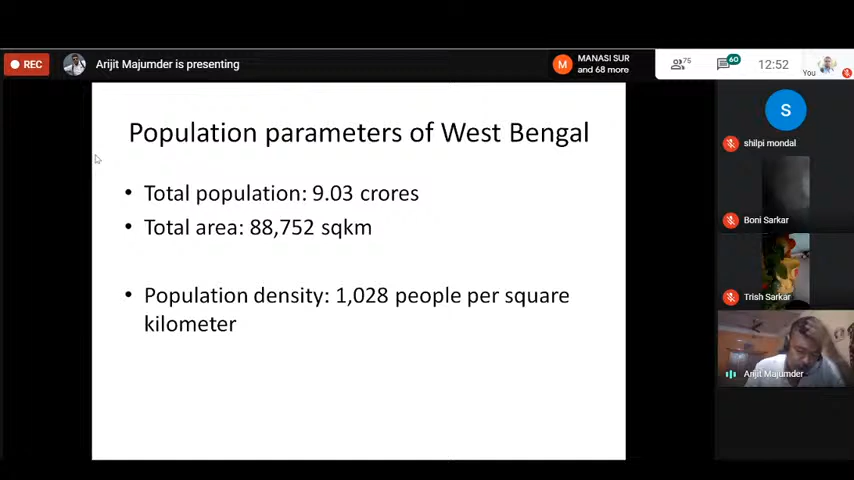 REC
Arijit Majumder is presenting
M
MANASI SUR
and 68 more
75
60
12:52
You
Population parameters of West Bengal
• Total population: 9.03 crores
• Total area: 88,752 sqkm
• Population density: 1,028 people per square
kilometer
S
shilpi mondal
Boni Sarkar
Trish Sarkar
Arijit Majumder